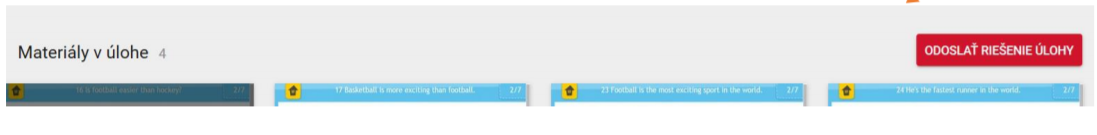 Materiály v úlohe 4
ODOSLAŤ RIEŠENIE ÚLOHY
16 Is football easier than hockey? 2/7
17 Basketball is more exciting than football. 2/7
23 Football is the most exciting sport in the world. 2/7
24 He's the fastest runner in the world. 2/7